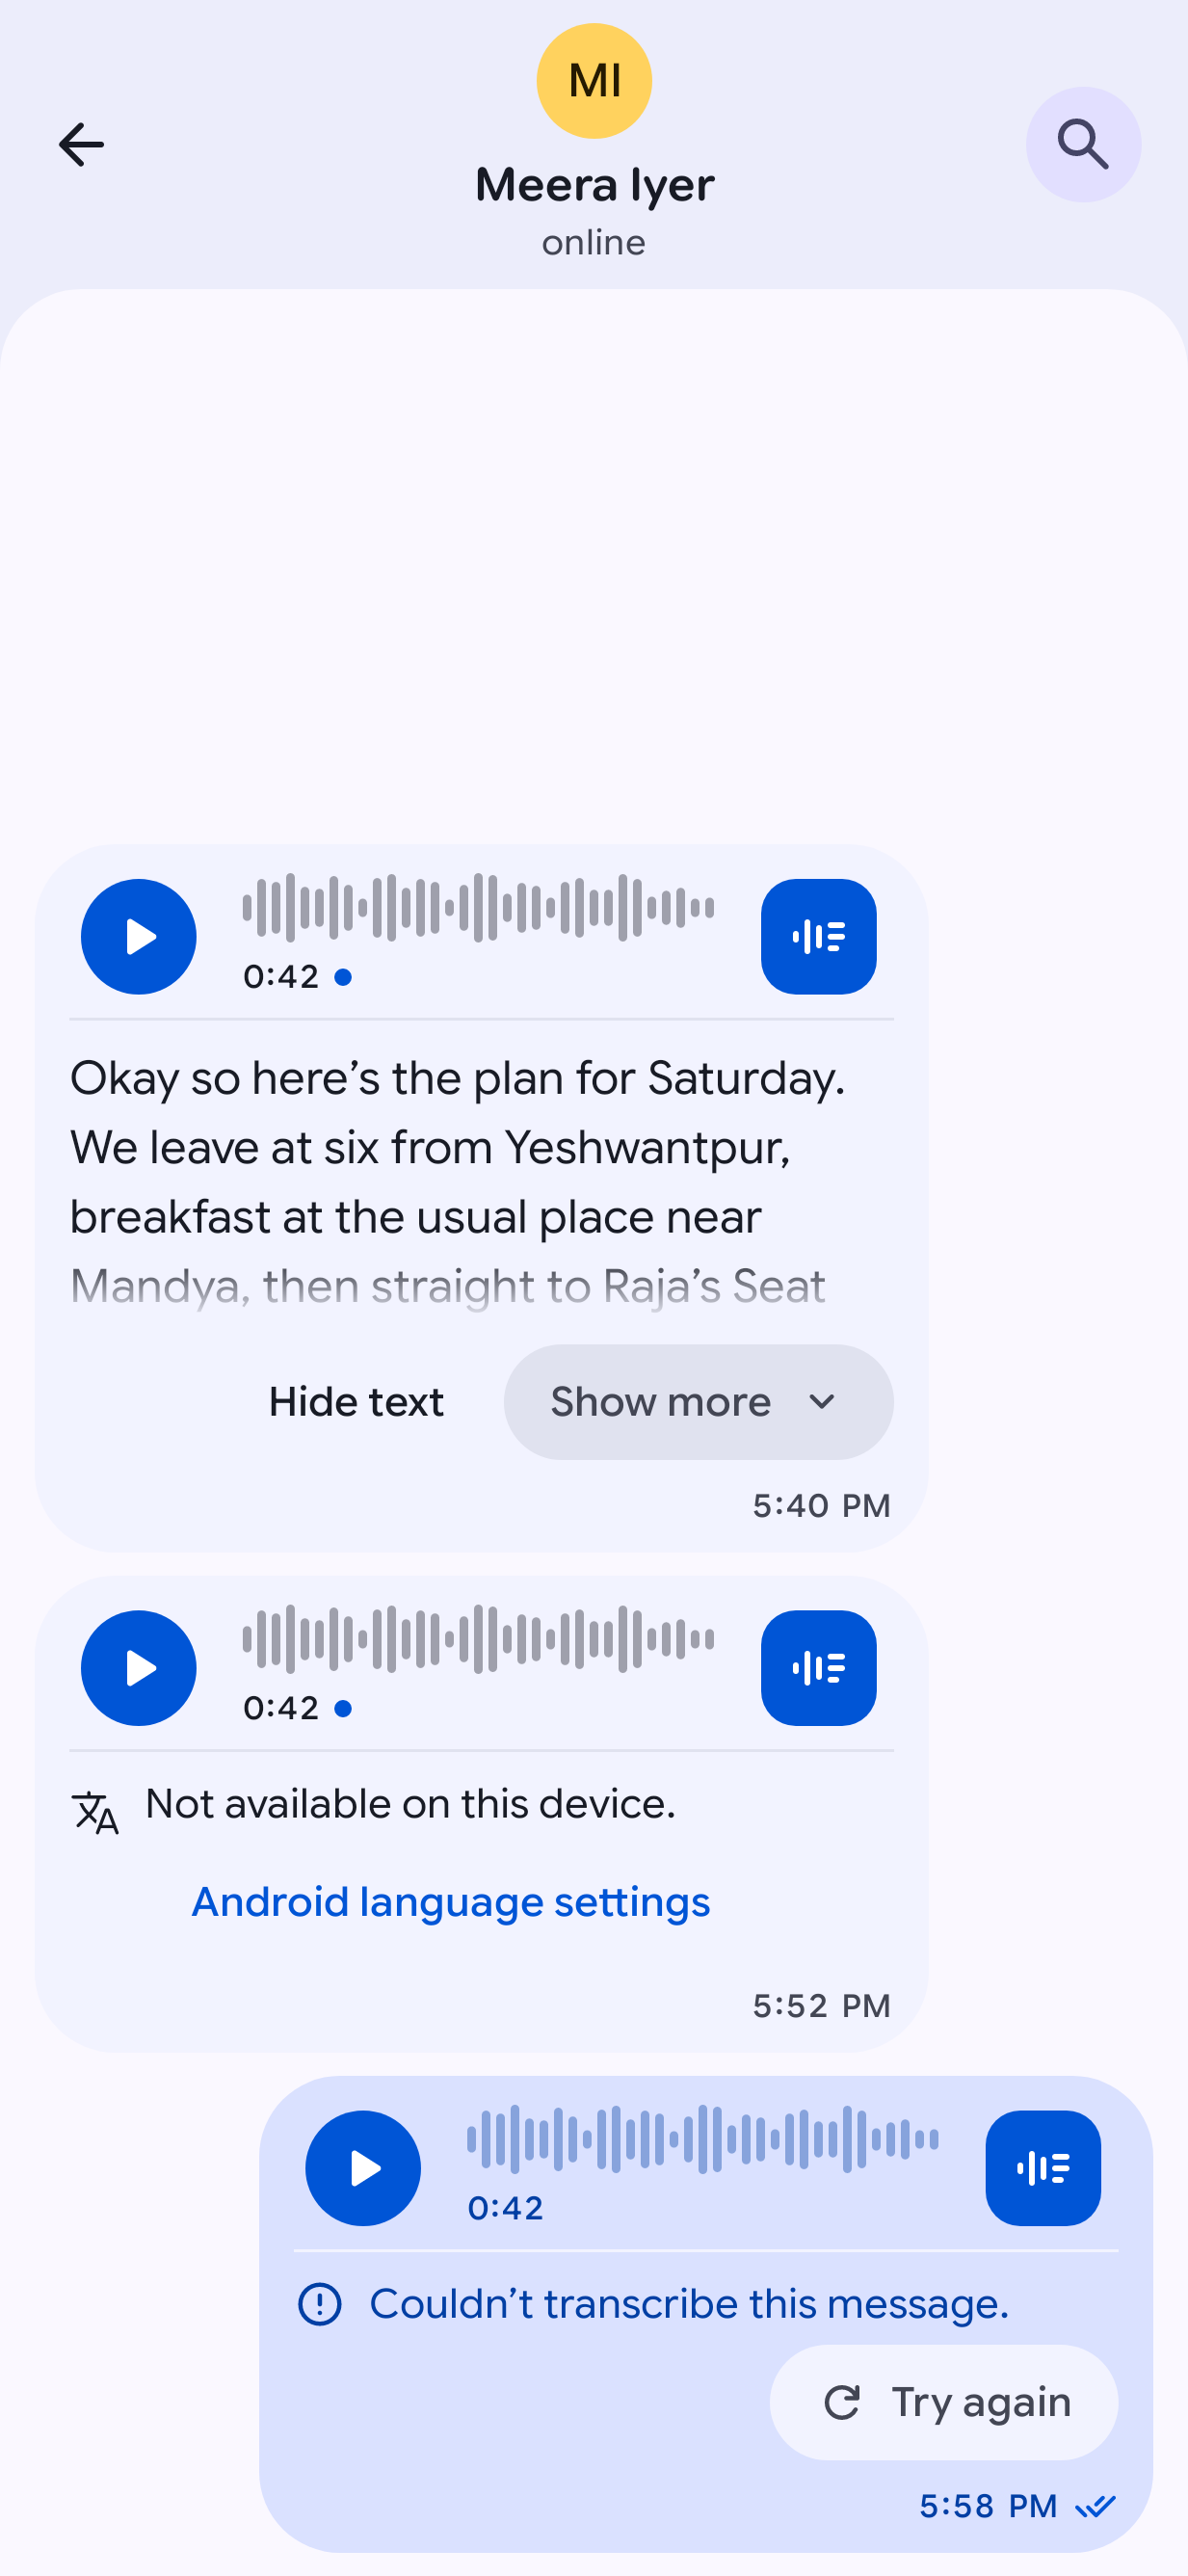 MI
Meera Iyer
online
0:42
Okay so here’s the plan for Saturday.
We leave at six from Yeshwantpur,
breakfast at the usual place near
Mandya, then straight to Raja’s Seat
Hide text
Show more
5:40 PM
0:42
Not available on this device.
Android language settings
5:52 PM
0:42
Couldn’t transcribe this message.
Try again
5:58 PM